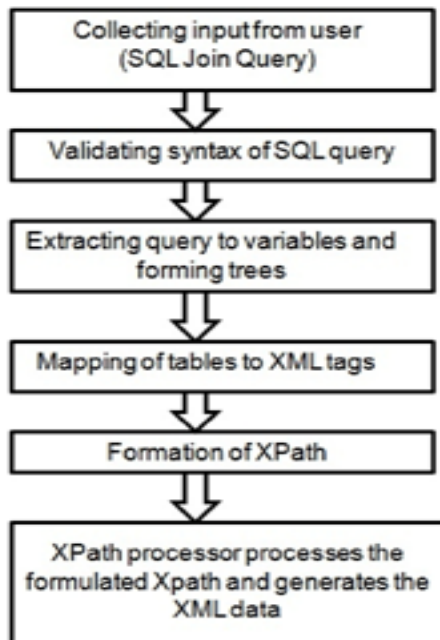 Collecting input from user
(SQL Join Query)
Validating syntax of SQL query
Extracting query to variables and
forming trees
Mapping of tables to XML tags
Formation of XPath
XPath processor processes the
formulated Xpath and generates the
XML data